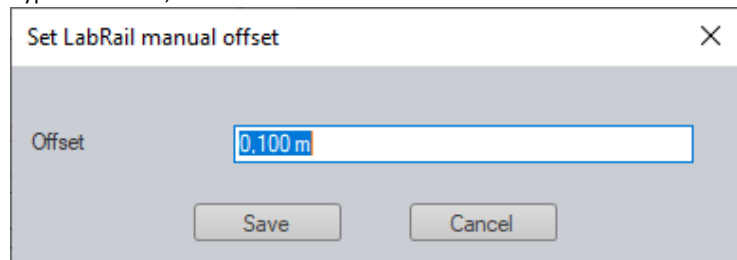 Set LabRail manual offset
Offset
0,100 m
Save
Cancel